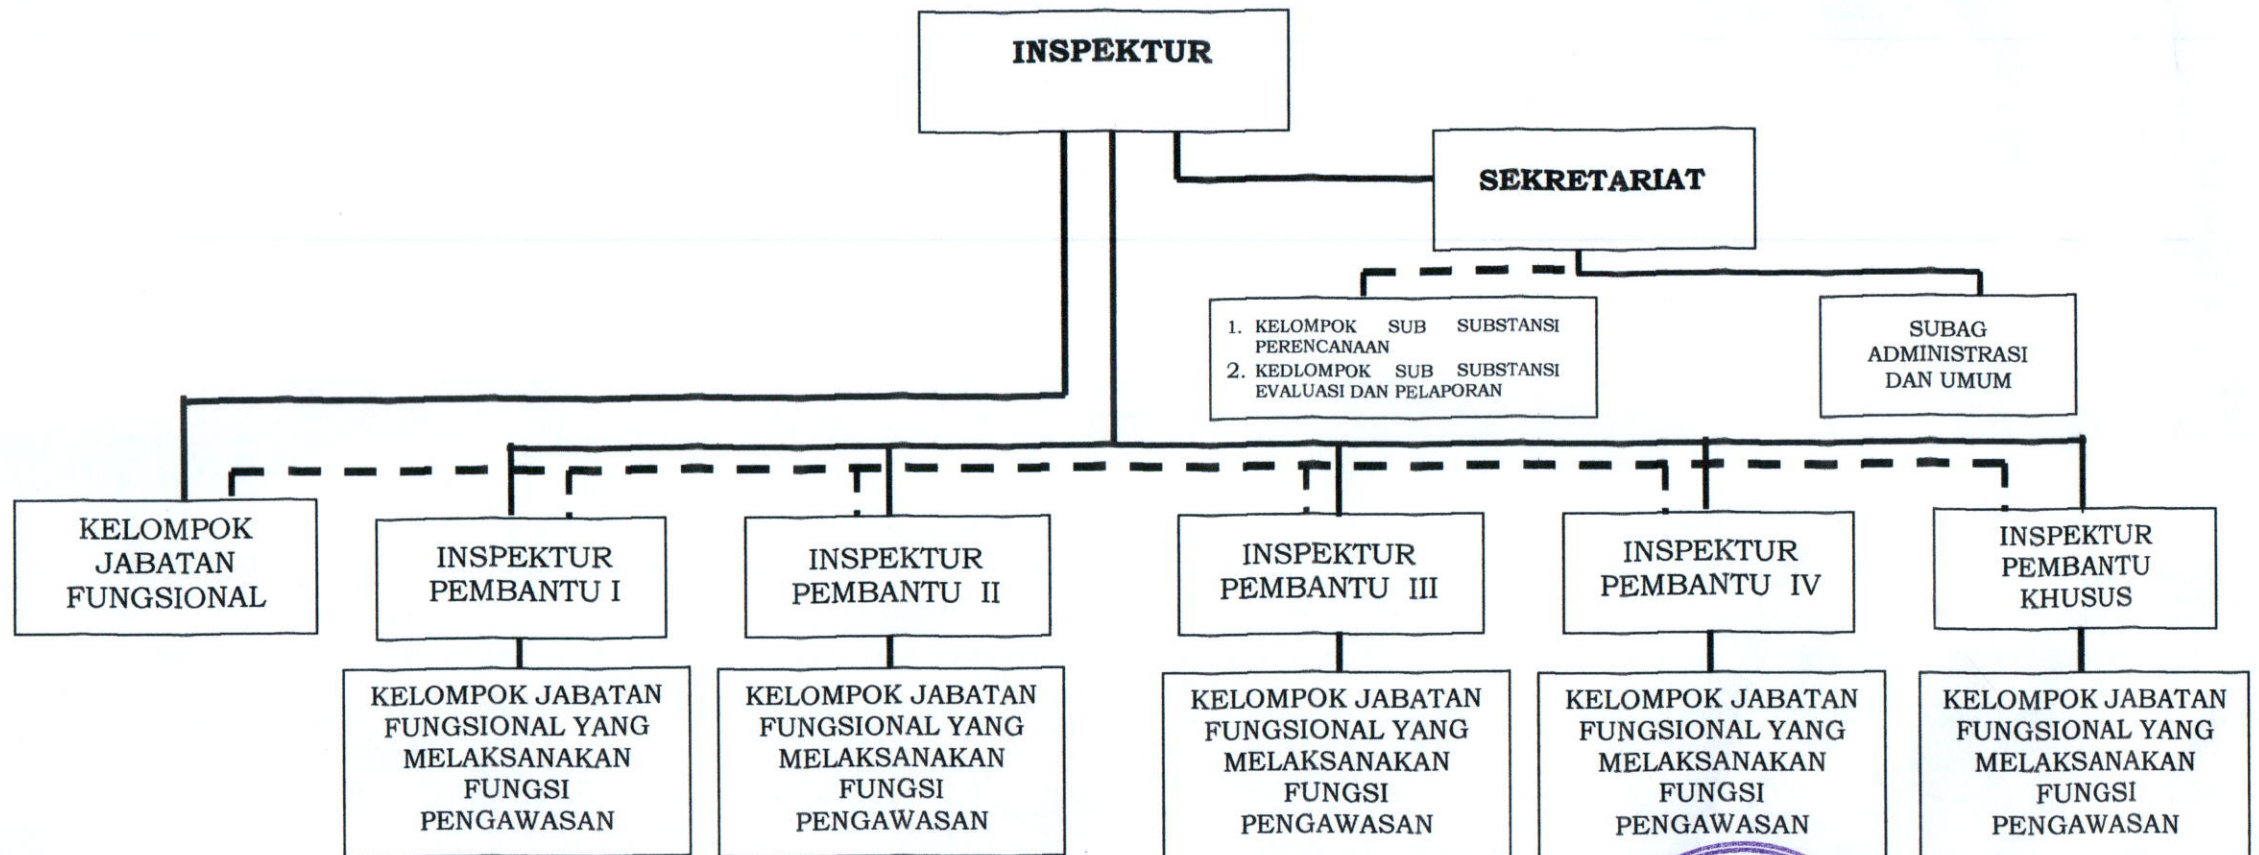 INSPEKTUR
SEKRETARIAT
1. KELOMPOK SUB SUBSTANSI
PERENCANAAN
2. KEDLOMPOK SUB SUBSTANSI
EVALUASI DAN PELAPORAN
SUBAG
ADMINISTRASI
DAN UMUM
KELOMPOK
JABATAN
FUNGSIONAL
INSPEKTUR
PEMBANTU I
INSPEKTUR
PEMBANTU II
INSPEKTUR
PEMBANTU III
INSPEKTUR
PEMBANTU IV
INSPEKTUR
PEMBANTU
KHUSUS
KELOMPOK JABATAN
FUNGSIONAL YANG
MELAKSANAKAN
FUNGSI
PENGAWASAN
KELOMPOK JABATAN
FUNGSIONAL YANG
MELAKSANAKAN
FUNGSI
PENGAWASAN
KELOMPOK JABATAN
FUNGSIONAL YANG
MELAKSANAKAN
FUNGSI
PENGAWASAN
KELOMPOK JABATAN
FUNGSIONAL YANG
MELAKSANAKAN
FUNGSI
PENGAWASAN
KELOMPOK JABATAN
FUNGSIONAL YANG
MELAKSANAKAN
FUNGSI
PENGAWASAN